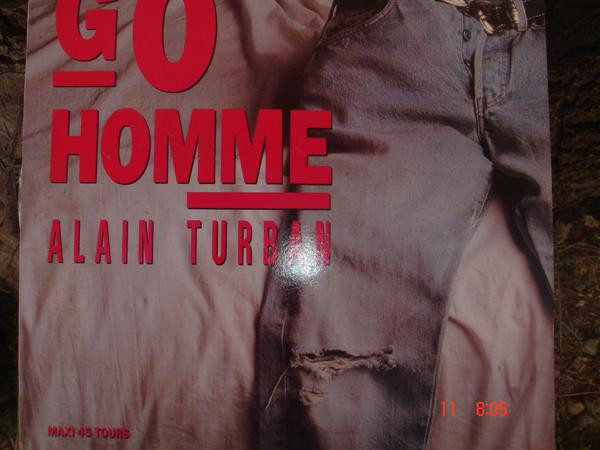 GO
HOMME
ALAIN TURBAN
MAXI 45 TOURS
11 8:05